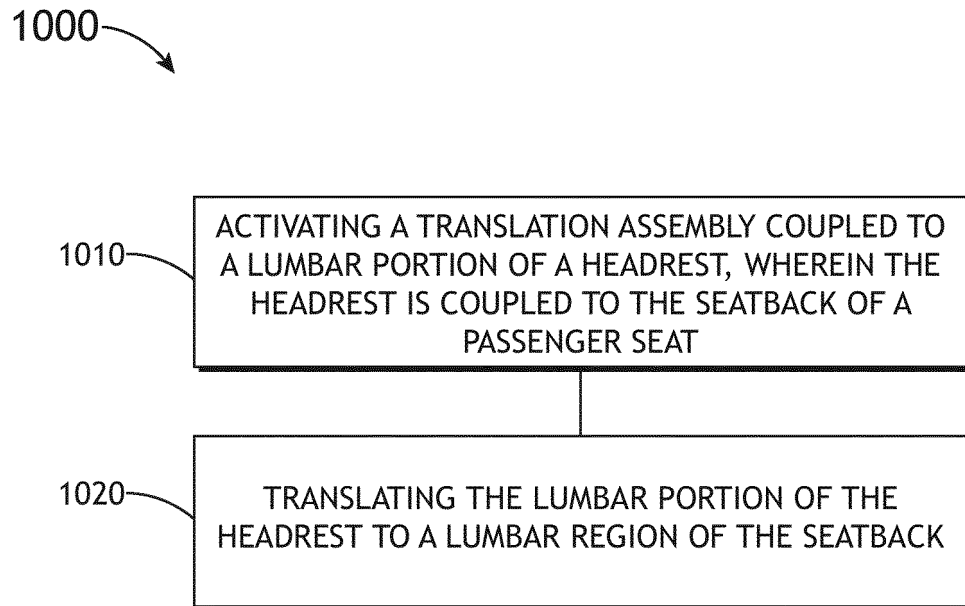 1000
1010
ACTIVATING A TRANSLATION ASSEMBLY COUPLED TO
A LUMBAR PORTION OF A HEADREST, WHEREIN THE
HEADREST IS COUPLED TO THE SEATBACK OF A
PASSENGER SEAT
1020
TRANSLATING THE LUMBAR PORTION OF THE
HEADREST TO A LUMBAR REGION OF THE SEATBACK